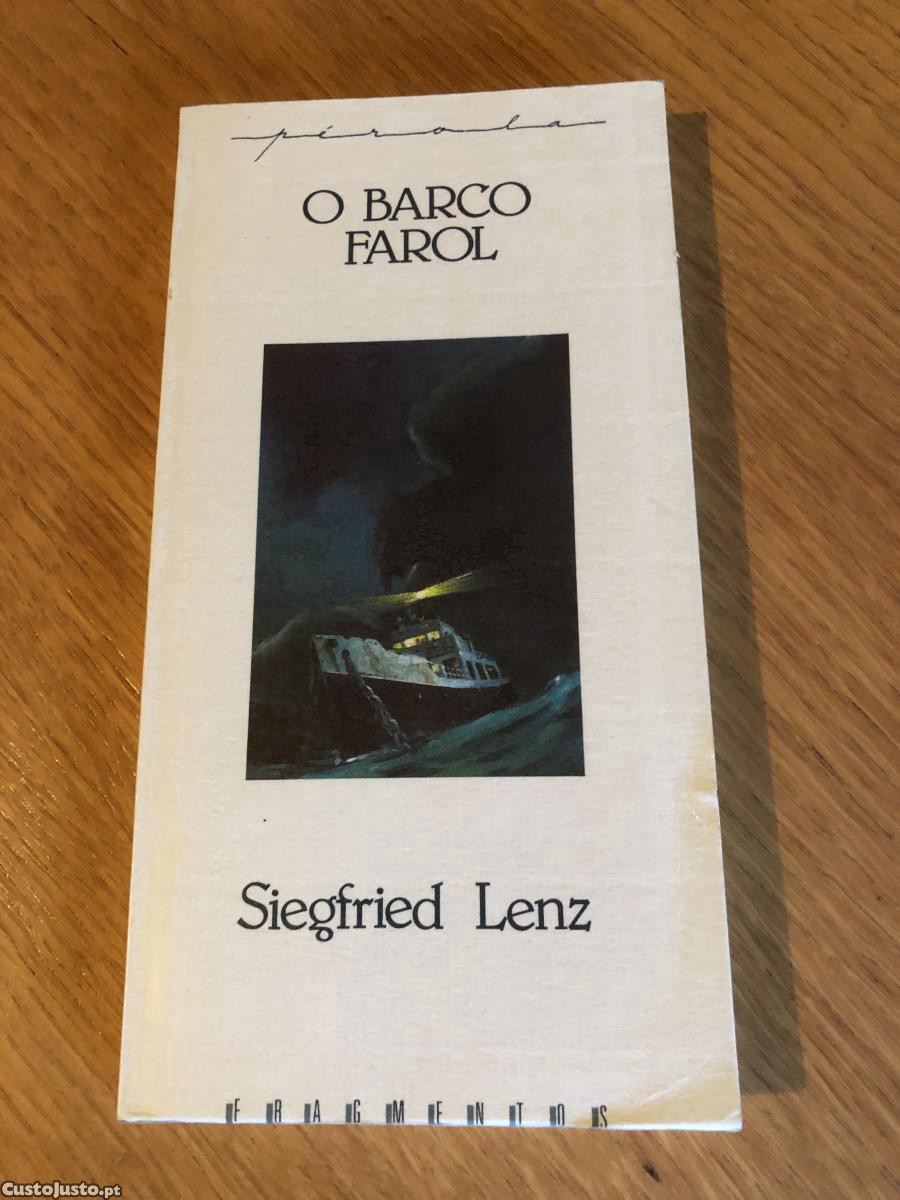 pérola
O BARCO
FAROL
Siegfried Lenz
FRAGMENTOS
CustoJusto.pt